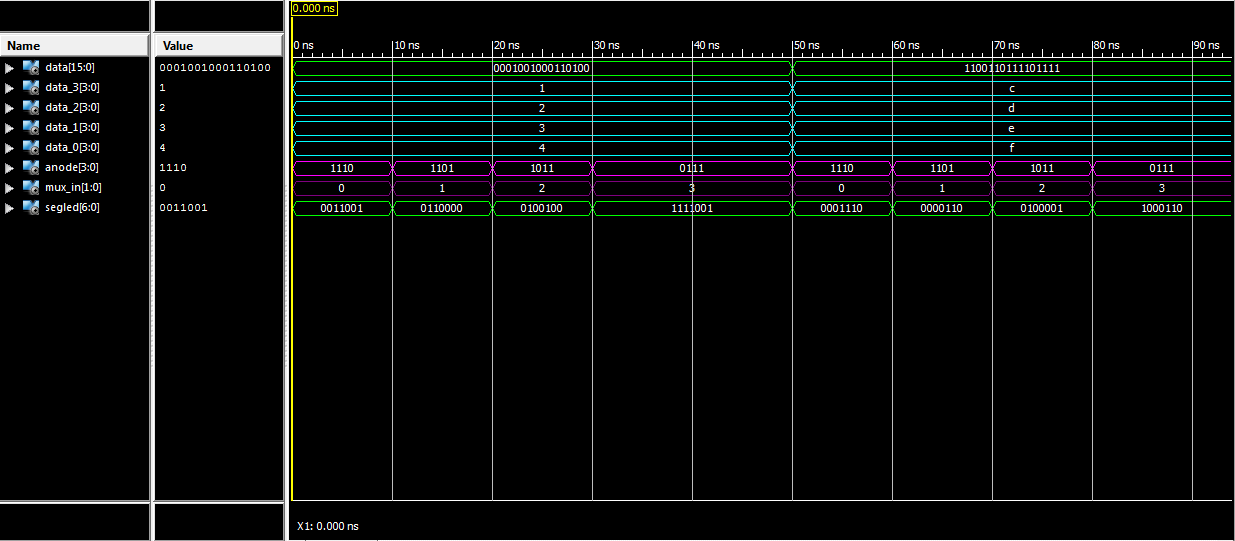 0.000 ns
Name Value 0 ns 10 ns 20 ns 30 ns 40 ns 50 ns 60 ns 70 ns 80 ns 90 ns
data[15:0] 0001001000110100 0001001000110100 1100110111101111
data_3[3:0] 1 1 c
data_2[3:0] 2 2 d
data_1[3:0] 3 3 e
data_0[3:0] 4 4 f
anode[3:0] 1110 1110 1101 1011 0111 1110 1101 1011 0111
mux_in[1:0] 0 0 1 2 3 0 1 2 3
segled[6:0] 0011001 0011001 0110000 0100100 1111001 0001110 0000110 0100001 1000110
X1: 0.000 ns